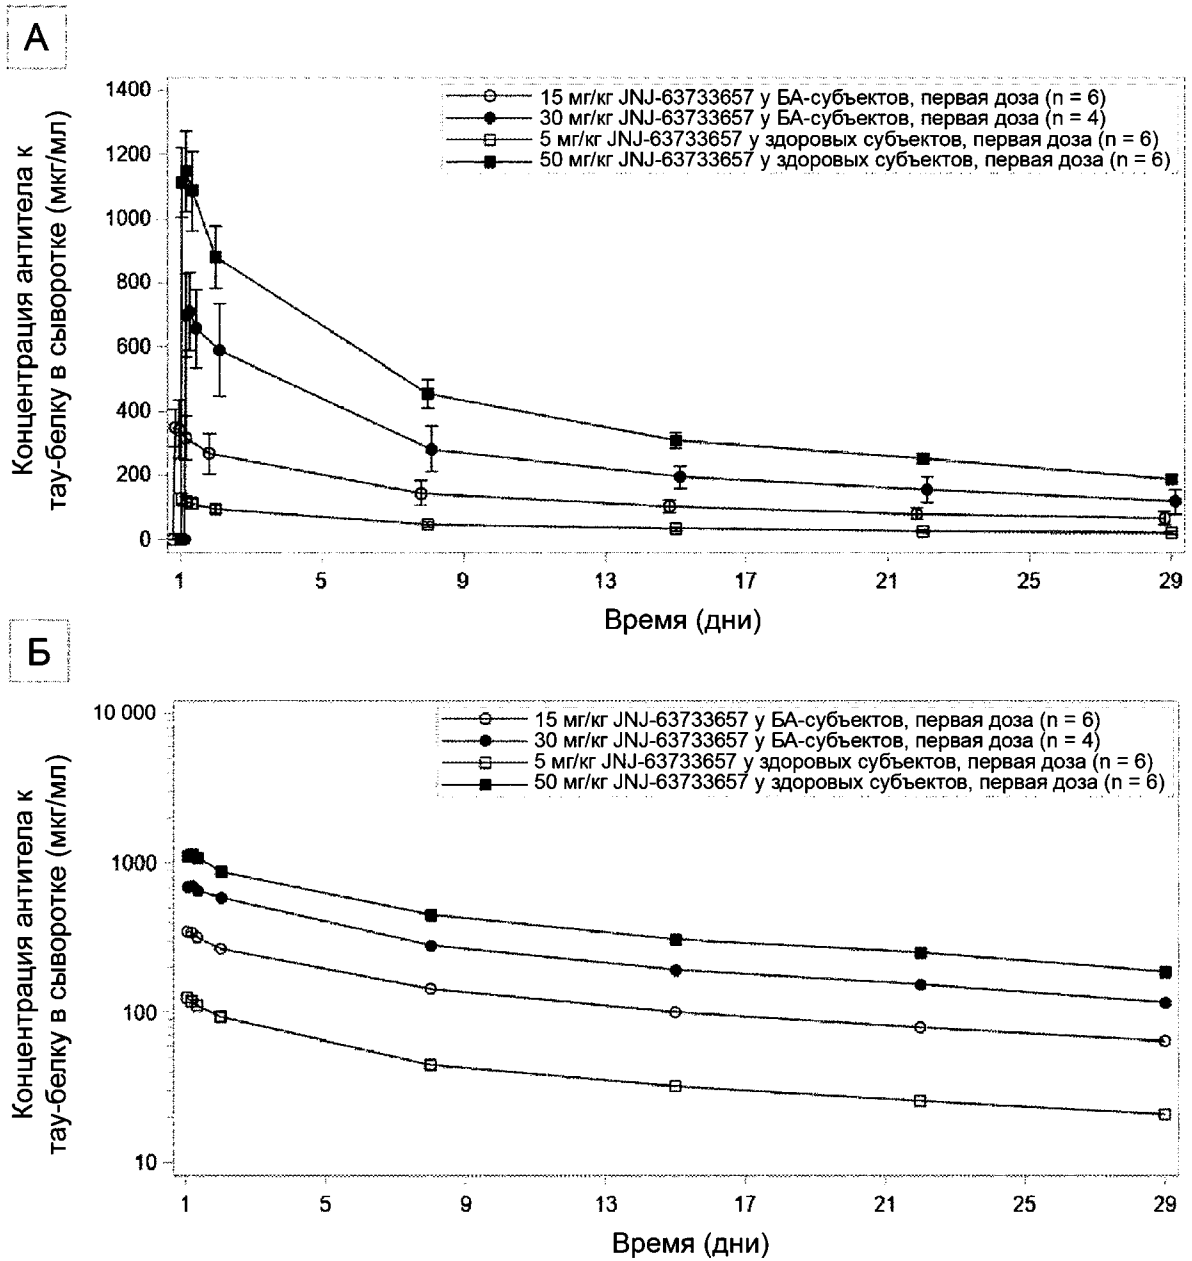 А
1400
1200
1000
800
600
400
200
0
Концентрация антитела к
тау-белку в сыворотке (мкг/мл)
15 мг/кг JNJ-63733657 у БА-субъектов, первая доза (n = 6)
30 мг/кг JNJ-63733657 у БА-субъектов, первая доза (n = 4)
5 мг/кг JNJ-63733657 у здоровых субъектов, первая доза (n = 6)
50 мг/кг JNJ-63733657 у здоровых субъектов, первая доза (n = 6)
1 5 9 13 17 21 25 29
Время (дни)
Б
10 000
1000
100
10
Концентрация антитела к
тау-белку в сыворотке (мкг/мл)
15 мг/кг JNJ-63733657 у БА-субъектов, первая доза (n = 6)
30 мг/кг JNJ-63733657 у БА-субъектов, первая доза (n = 4)
5 мг/кг JNJ-63733657 у здоровых субъектов, первая доза (n = 6)
50 мг/кг JNJ-63733657 у здоровых субъектов, первая доза (n = 6)
1 5 9 13 17 21 25 29
Время (дни)